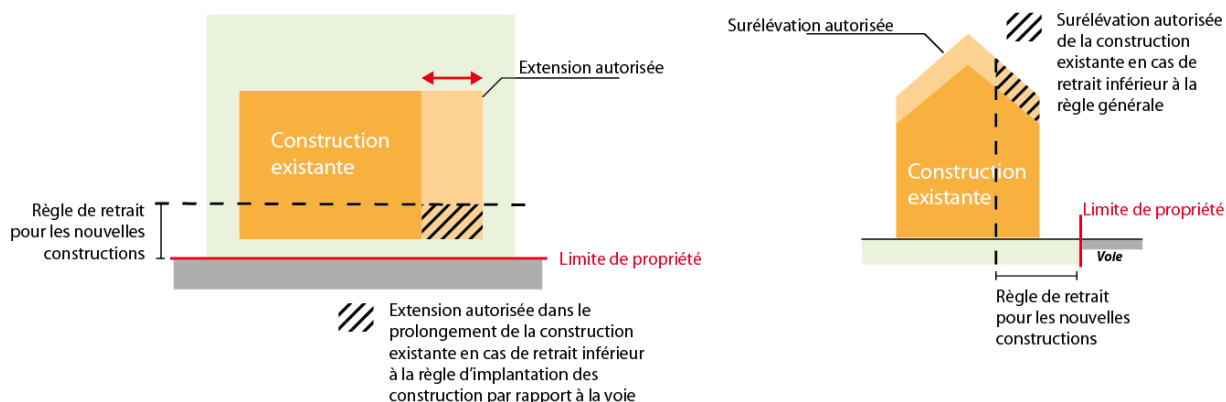 Extension autorisée
Construction
existante
Règle de retrait
pour les nouvelles
constructions
Limite de propriété
Extension autorisée dans le
prolongement de la construction
existante en cas de retrait inférieur
à la règle d'implantation des
construction par rapport à la voie
Surélévation autorisée
Surélévation autorisée
de la construction
existante en cas de
retrait inférieur à la
règle générale
Construction
existante
Limite de propriété
Voie
Règle de retrait
pour les nouvelles
constructions